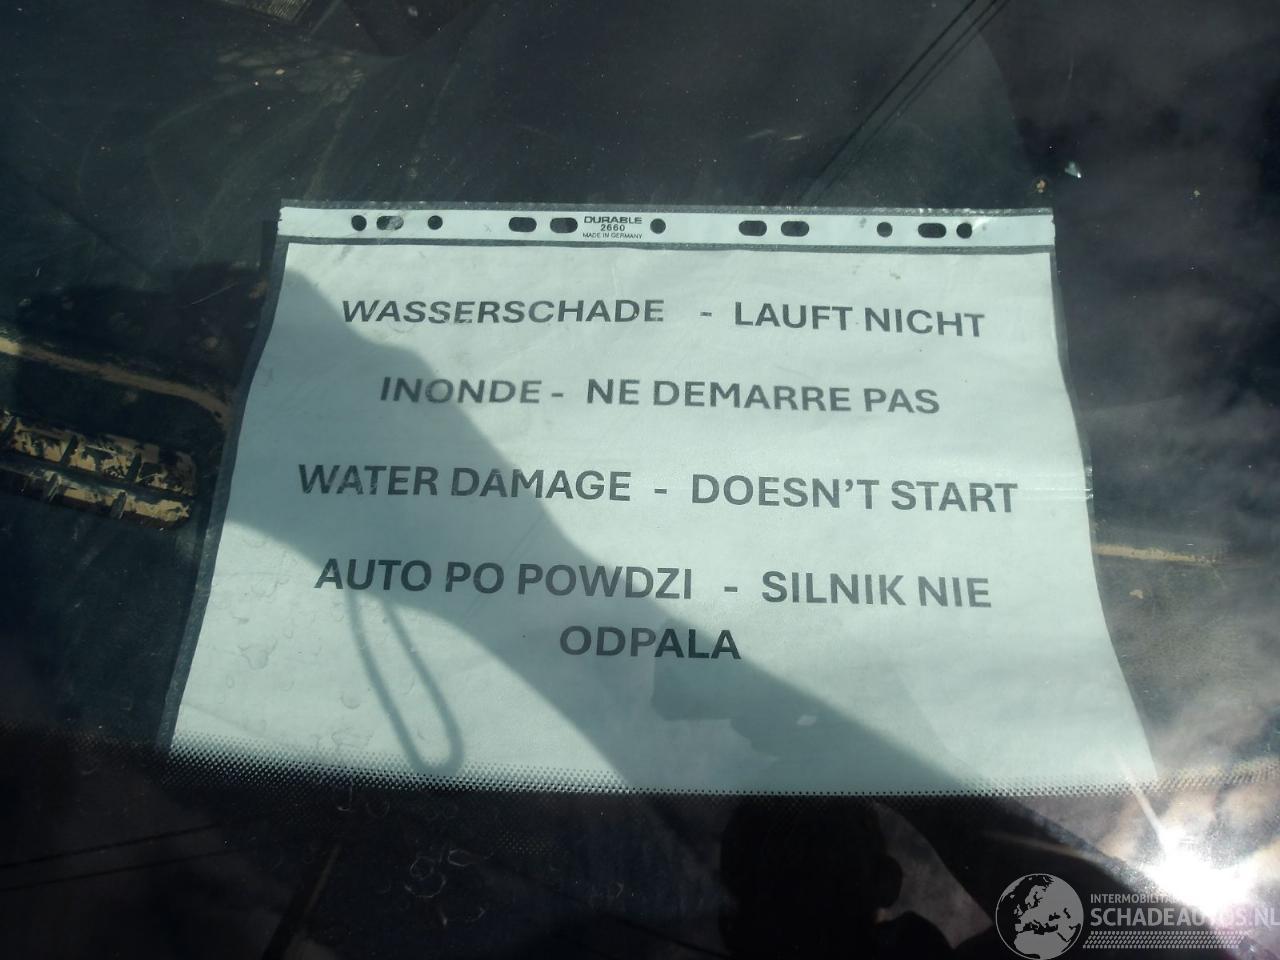 DURABLE
2660
MADE IN GERMANY
WASSERSCHADE - LAUFT NICHT
INONDE - NE DEMARRE PAS
WATER DAMAGE - DOESN'T START
AUTO PO POWDZI - SILNIK NIE
ODPALA
SCHADEAUTOS.NL